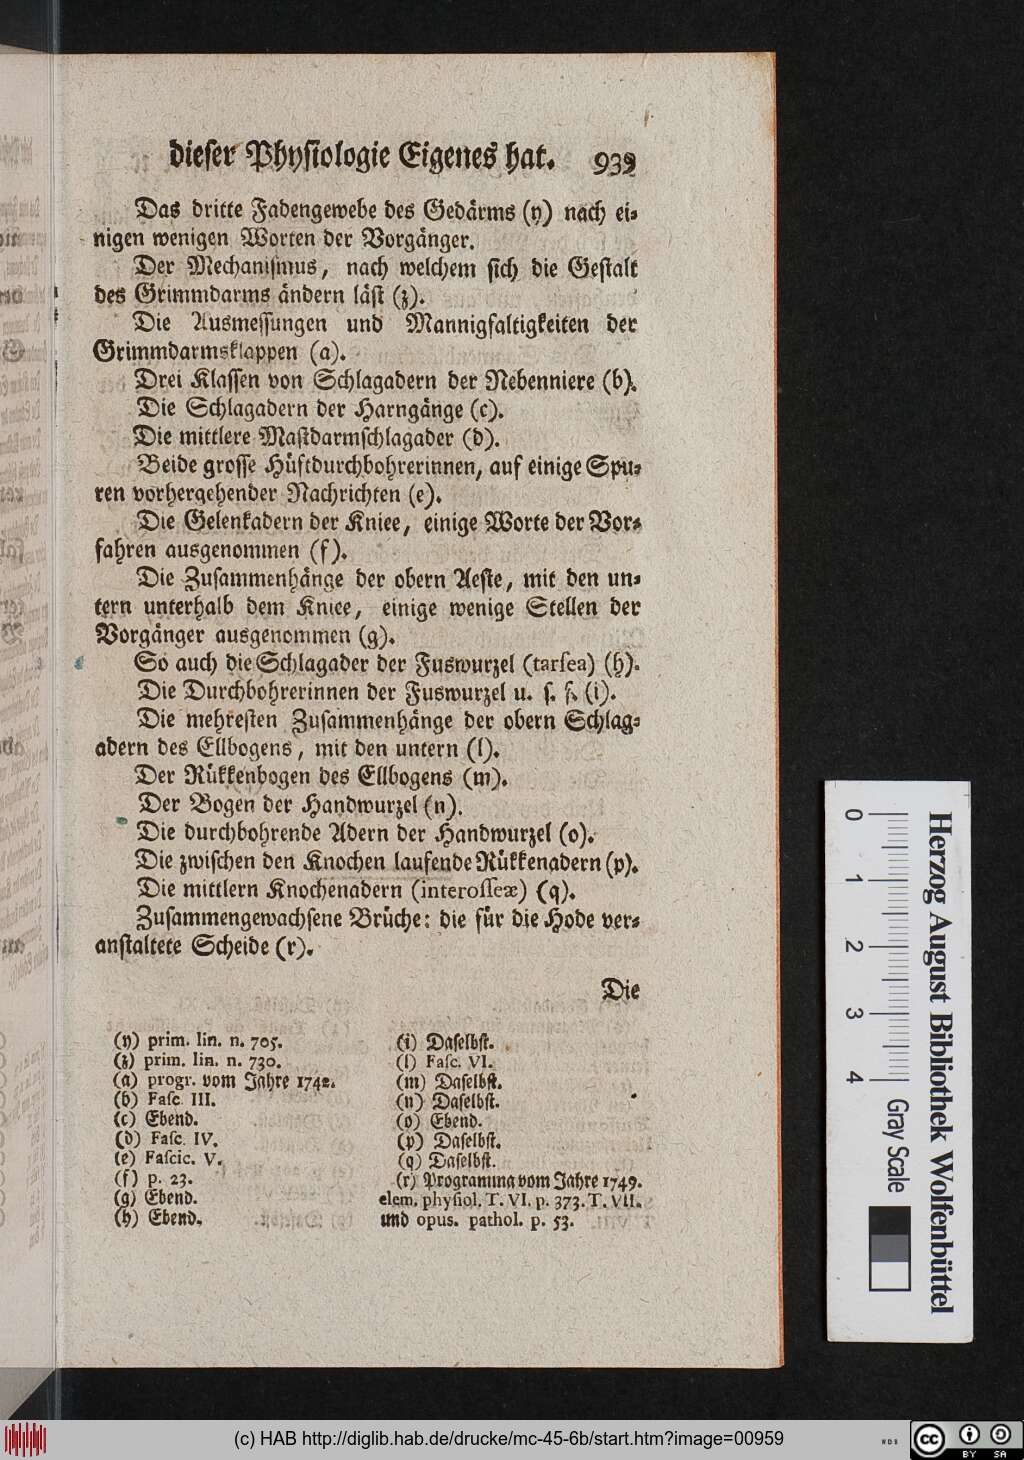 dieser Physiologie Eigenes hat. 939
Das dritte Fadengewebe des Gedärms (y) nach ei-
nigen wenigen Worten der Vorgänger.
Der Mechanismus, nach welchem sich die Gestalt
des Grimmdarms ändern läst (z).
Die Ausmessungen und Mannigfaltigkeiten der
Grimmdarmsklappen (a).
Drei Klassen von Schlagadern der Nebenniere (b).
Die Schlagadern der Harngänge (c).
Die mittlere Mastdarmschlagader (d).
Beide grosse Hüftdurchbohrerinnen, auf einige Spu-
ren vorhergehender Nachrichten (e).
Die Gelenkadern der Kniee, einige Worte der Vor-
fahren ausgenommen (f).
Die Zusammenhänge der obern Aeste, mit den un-
tern unterhalb dem Kniee, einige wenige Stellen der
Vorgänger ausgenommen (g).
So auch die Schlagader der Fuswurzel (tarsea) (h).
Die Durchbohrerinnen der Fuswurzel u. s. f. (i).
Die mehresten Zusammenhänge der obern Schlag-
adern des Ellbogens, mit den untern (l).
Der Rükkenbogen des Ellbogens (m).
Der Bogen der Handwurzel (n).
Die durchbohrende Adern der Handwurzel (o).
Die zwischen den Knochen laufende Rükkenadern (p).
Die mittlern Knochenadern (interosseæ) (q).
Zusammengewachsene Brüche: die für die Hode ver-
anstaltete Scheide (r).
Die
(y) prim. lin. n. 705.
(z) prim. lin. n. 730.
(a) progr. vom Jahre 1742.
(b) Fasc. III.
(c) Ebend.
(d) Fasc. IV.
(e) Fascic. V.
(f) p. 23.
(g) Ebend.
(h) Ebend.
(i) Daselbst.
(l) Fasc. VI.
(m) Daselbst.
(n) Daselbst.
(o) Ebend.
(p) Daselbst.
(q) Daselbst.
(r) Programma vom Jahre 1749.
elem. physiol. T. VI. p. 373. T. VII.
und opus. pathol. p. 53.
Herzog August Bibliothek Wolfenbüttel
0 1 2 3 4
Gray Scale
(c) HAB http://diglib.hab.de/drucke/mc-45-6b/start.htm?image=00959
cc BY SA